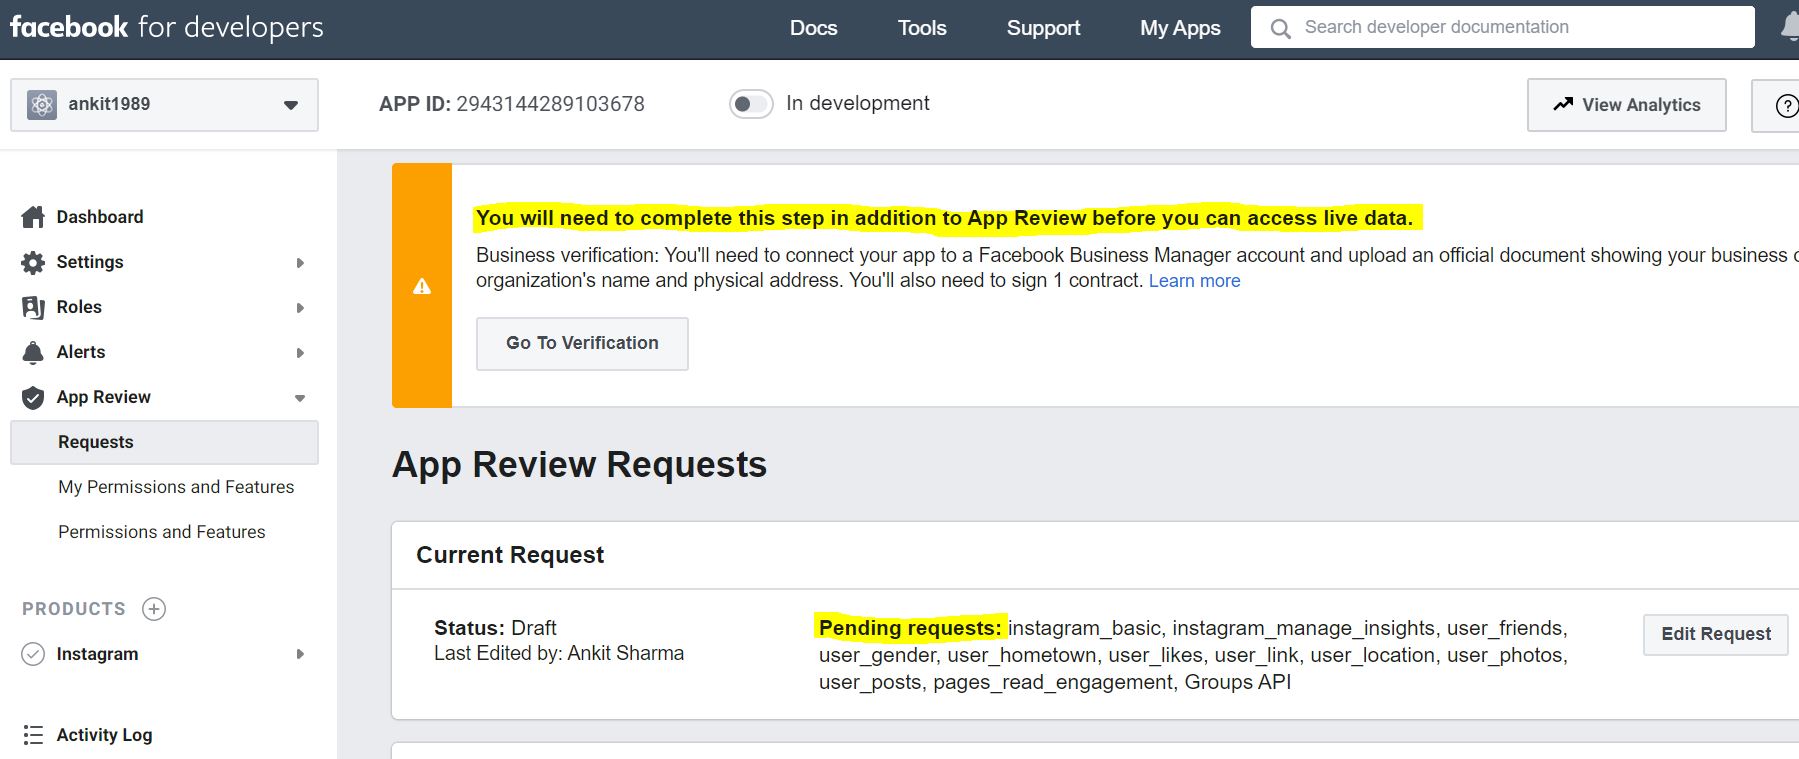 facebook for developers
Docs
Tools
Support
My Apps
Search developer documentation
ankit1989
APP ID: 2943144289103678
In development
View Analytics
?
You will need to complete this step in addition to App Review before you can access live data.
Business verification: You'll need to connect your app to a Facebook Business Manager account and upload an official document showing your business
organization's name and physical address. You'll also need to sign 1 contract. Learn more
Go To Verification
Dashboard
Settings
Roles
Alerts
App Review
Requests
My Permissions and Features
Permissions and Features
PRODUCTS
Instagram
Activity Log
App Review Requests
Current Request
Status: Draft
Last Edited by: Ankit Sharma
Pending requests: instagram_basic, instagram_manage_insights, user_friends,
user_gender, user_hometown, user_likes, user_link, user_location, user_photos,
user_posts, pages_read_engagement, Groups API
Edit Request